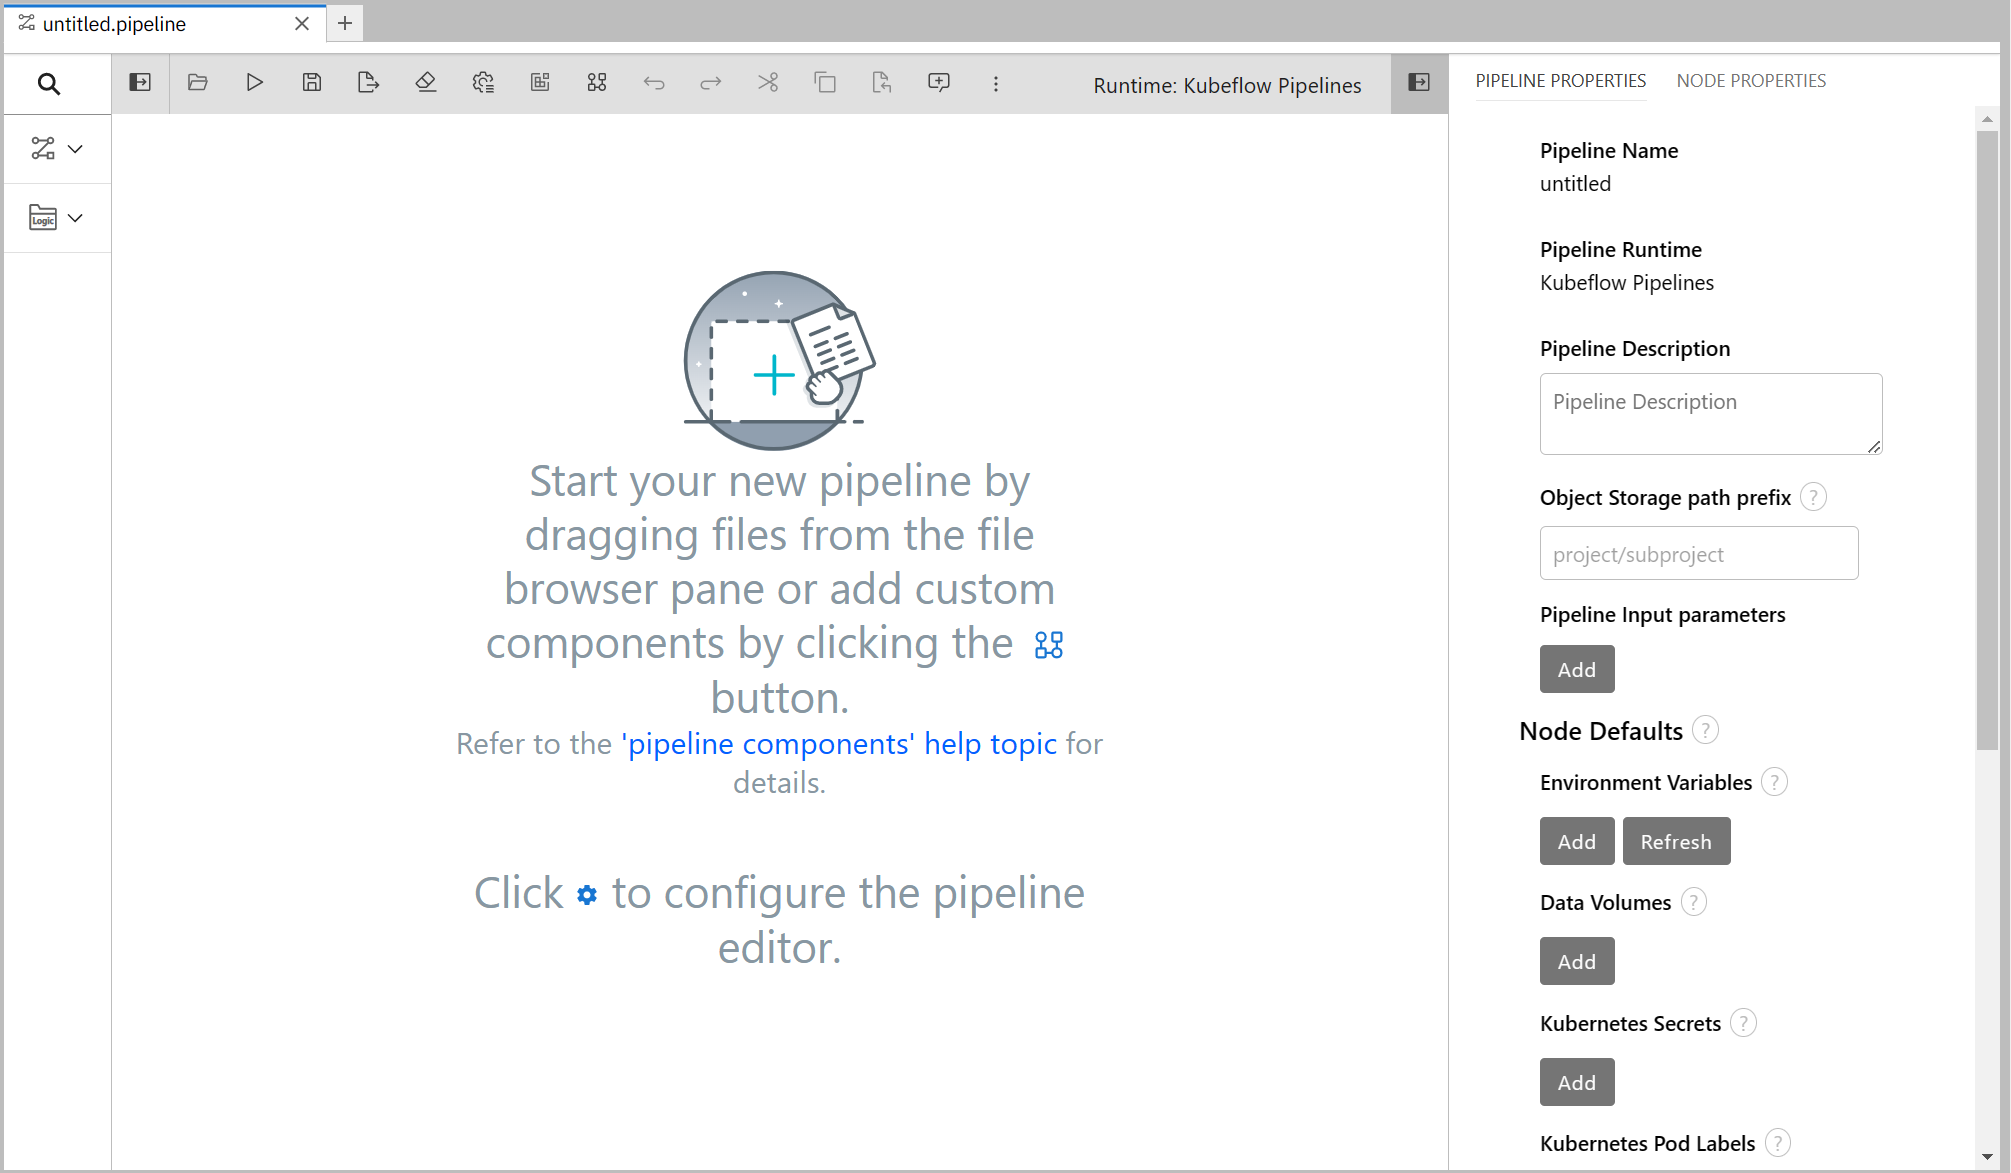 untitled.pipeline
Runtime: Kubeflow Pipelines
Logic
Start your new pipeline by
dragging files from the file
browser pane or add custom
components by clicking the
button.
Refer to the 'pipeline components' help topic for
details.
Click to configure the pipeline
editor.
PIPELINE PROPERTIES NODE PROPERTIES
Pipeline Name
untitled
Pipeline Runtime
Kubeflow Pipelines
Pipeline Description
Pipeline Description
Object Storage path prefix ?
project/subproject
Pipeline Input parameters
Add
Node Defaults ?
Environment Variables ?
Add Refresh
Data Volumes ?
Add
Kubernetes Secrets ?
Add
Kubernetes Pod Labels ?